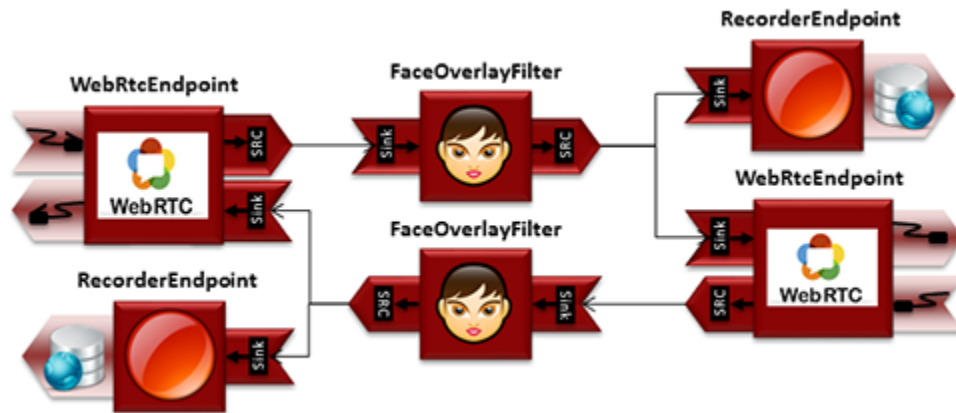 RecorderEndpoint
WebRtcEndpoint
FaceOverlayFilter
Sink
SRC
Sink
SRC
WebRTC
Sink
WebRtcEndpoint
FaceOverlayFilter
Sink
WebRTC
SRC
RecorderEndpoint
SRC
Sink
Sink